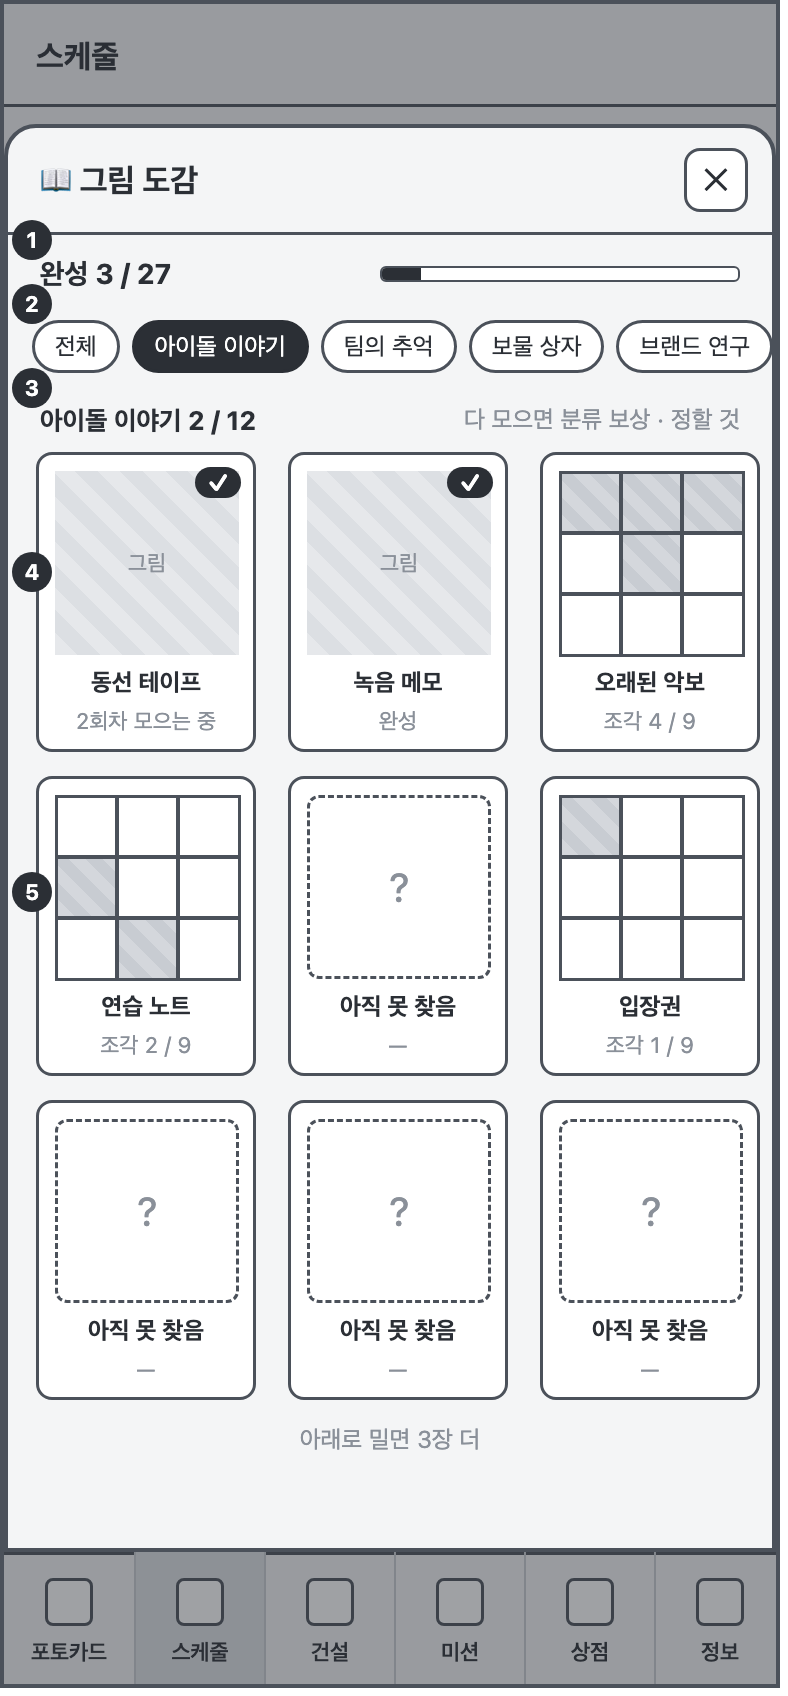 스케줄
📖 그림 도감
1
완성 3 / 27
2
전체 아이돌 이야기 팀의 추억 보물 상자 브랜드 연구
3
아이돌 이야기 2 / 12 다 모으면 분류 보상 · 정할 것
4
그림 그림
동선 테이프 녹음 메모 오래된 악보
2회차 모으는 중 완성 조각 4 / 9
5
?
연습 노트 아직 못 찾음 입장권
조각 2 / 9 — 조각 1 / 9
? ? ?
아직 못 찾음 아직 못 찾음 아직 못 찾음
— — —
아래로 밀면 3장 더
포토카드 스케줄 건설 미션 상점 정보